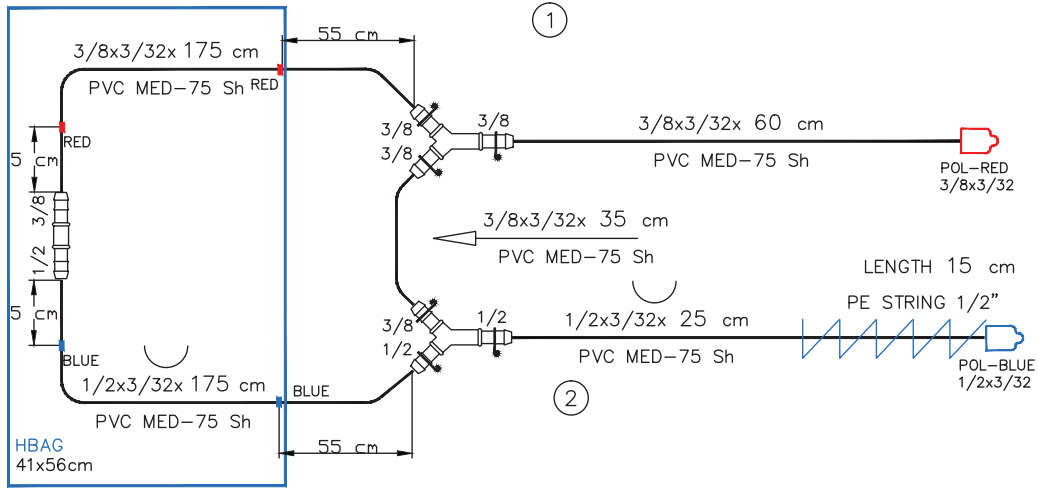 1
55 cm
3/8x3/32x 175 cm
PVC MED-75 Sh
RED
RED
5 cm
3/8
1/2
5 cm
BLUE
1/2x3/32x 175 cm
PVC MED-75 Sh
BLUE
HBAG
41x56cm
55 cm
3/8
3/8
3/8
3/8x3/32x 60 cm
PVC MED-75 Sh
POL-RED
3/8x3/32
3/8x3/32x 35 cm
PVC MED-75 Sh
LENGTH 15 cm
PE STRING 1/2"
3/8
1/2
1/2
1/2x3/32x 25 cm
PVC MED-75 Sh
POL-BLUE
1/2x3/32
2